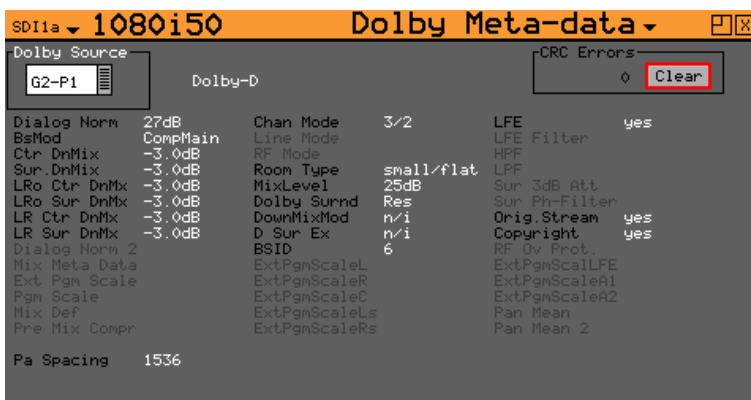 SDI1a 1080i50 Dolby Meta-data
Dolby Source CRC Errors
G2-P1 Dolby-D 0 Clear
Dialog Norm 27dB Chan Mode 3/2 LFE yes
BsMod CompMain Line Mode LFE Filter
Ctr DnMix -3.0dB RF Mode HPF
Sur.DnMix -3.0dB Room Type small/flat LPF
LRo Ctr DnMx -3.0dB MixLevel 25dB Sur 3dB Att
LRo Sur DnMx -3.0dB Dolby Surnd Res Sur Ph-Filter
LR Ctr DnMx -3.0dB DownMixMod n/i Orig.Stream yes
LR Sur DnMx -3.0dB D Sur Ex n/i Copyright yes
Dialog Norm 2 BSID 6 RF Ov Prot.
Mix Meta Data ExtPgmScaleL ExtPgmScalLFE
Ext Pgm Scale ExtPgmScaleR ExtPgmScaleA1
Pgm Scale ExtPgmScaleC ExtPgmScaleA2
Mix Def ExtPgmScaleLs Pan Mean
Pre Mix Compr ExtPgmScaleRs Pan Mean 2
Pa Spacing 1536